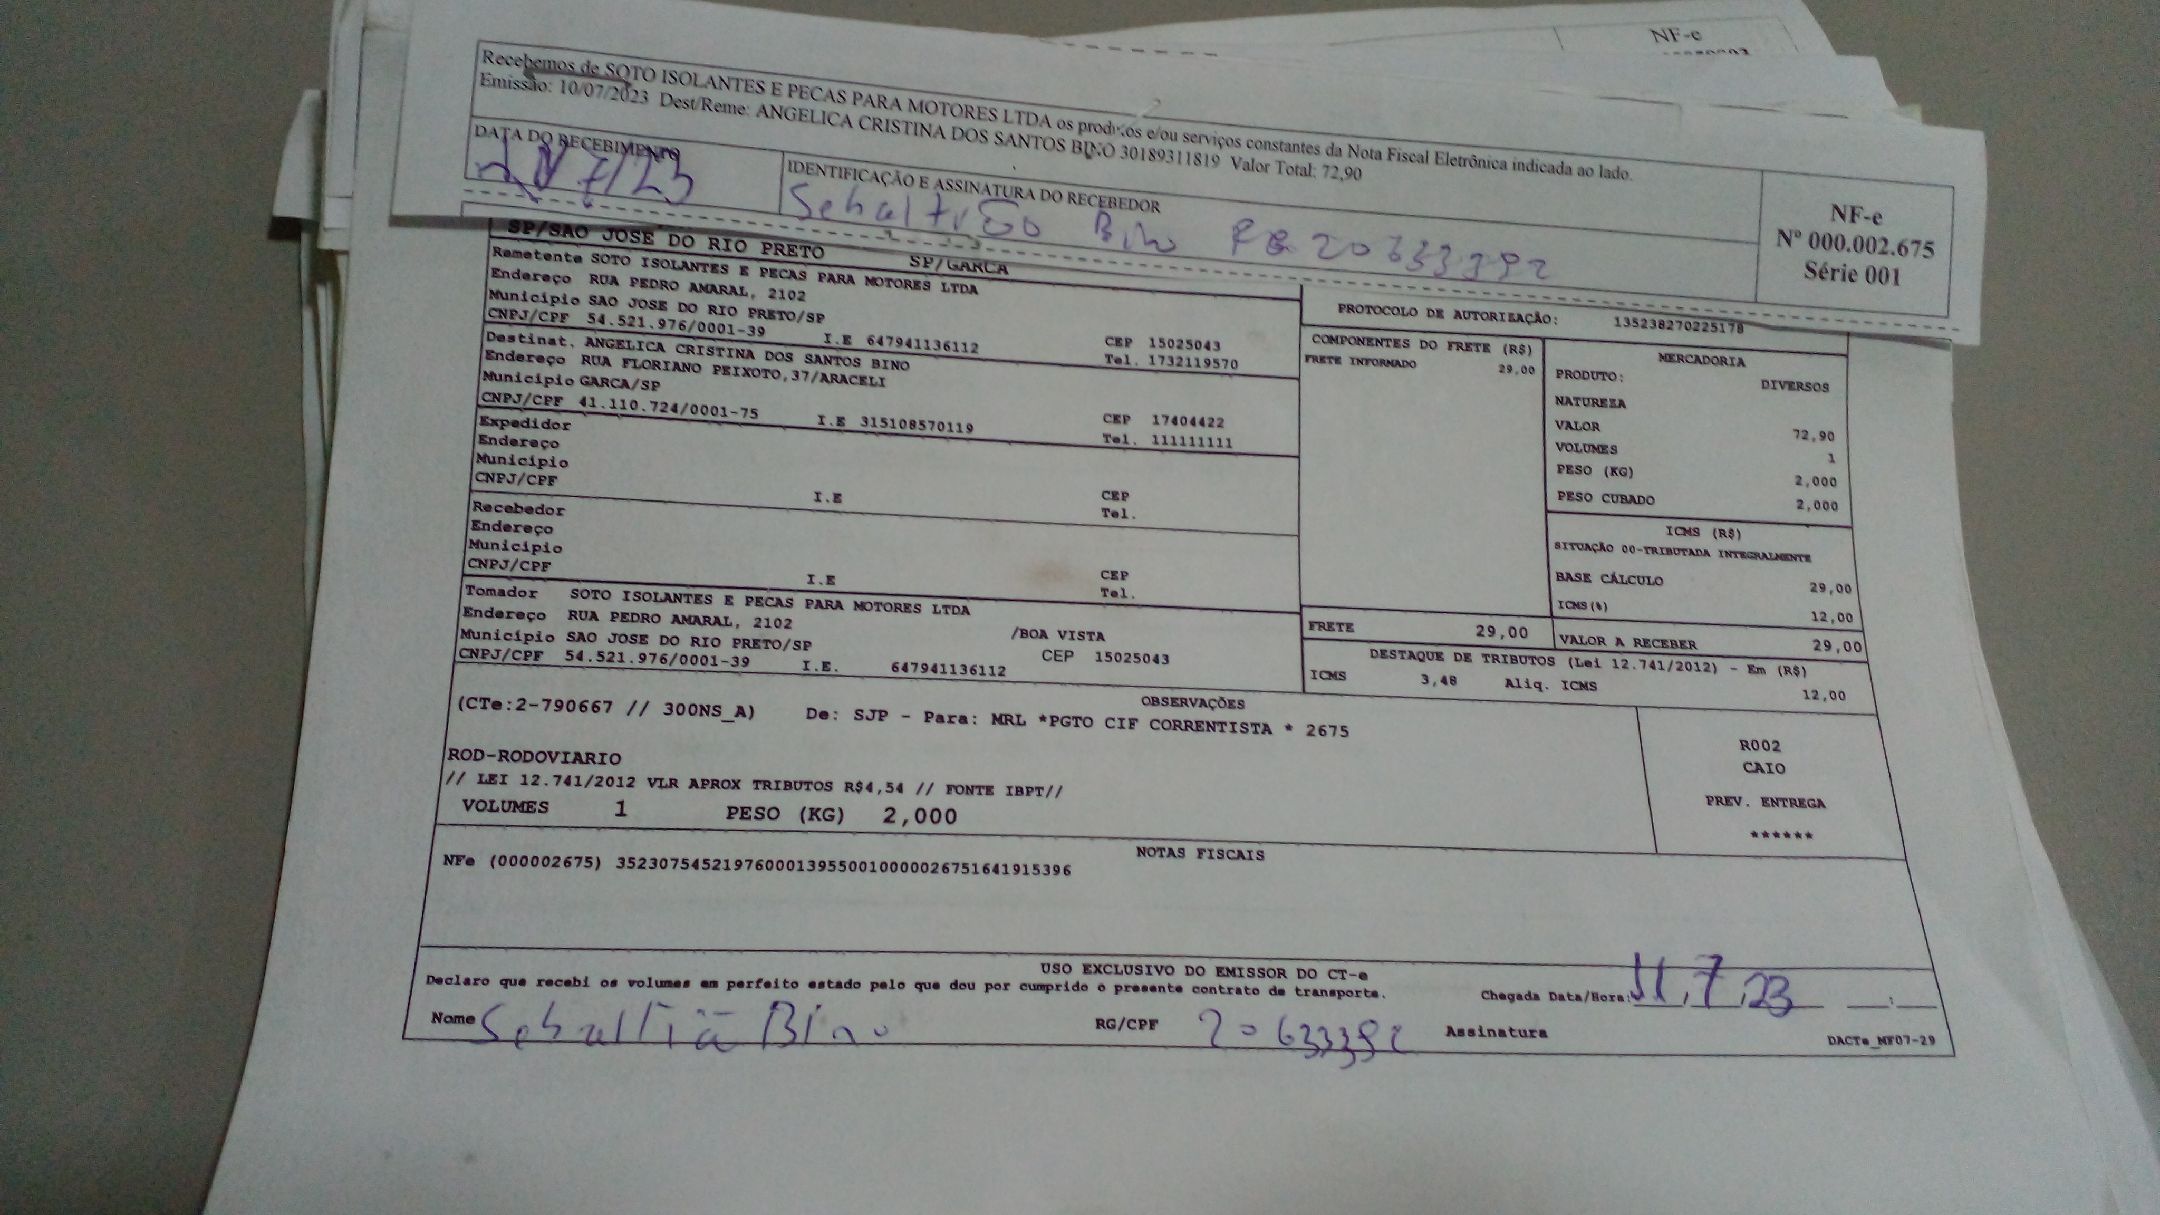 NF-e
Recebemos de SOTO ISOLANTES E PECAS PARA MOTORES LTDA os produtos e/ou serviços constantes da Nota Fiscal Eletrônica indicada ao lado.
Emissão: 10/07/2023 Dest/Reme: ANGELICA CRISTINA DOS SANTOS BINO 30189311819 Valor Total: 72,90
DATA DO RECEBIMENTO
7/23
IDENTIFICAÇÃO E ASSINATURA DO RECEBEDOR
Bino RG 20633392
NF-e
Nº 000.002.675
Série 001
SP/SAO JOSE DO RIO PRETO SP/GARCA
Remetente SOTO ISOLANTES E PECAS PARA MOTORES LTDA
Endereço RUA PEDRO AMARAL, 2102
Município SAO JOSE DO RIO PRETO/SP
CNPJ/CPF 54.521.976/0001-39 I.E 647941136112 CEP 15025043
Tel. 1732119570
Destinat. ANGELICA CRISTINA DOS SANTOS BINO
Endereço RUA FLORIANO PEIXOTO,37/ARACELI
Município GARCA/SP
CNPJ/CPF 41.110.724/0001-75 I.E 315108570119 CEP 17404422
Tel. 111111111
Expedidor
Endereço
Município
CNPJ/CPF I.E CEP
Tel.
Recebedor
Endereço
Município
CNPJ/CPF I.E CEP
Tel.
Tomador SOTO ISOLANTES E PECAS PARA MOTORES LTDA
Endereço RUA PEDRO AMARAL, 2102 /BOA VISTA
Município SAO JOSE DO RIO PRETO/SP CEP 15025043
CNPJ/CPF 54.521.976/0001-39 I.E. 647941136112
PROTOCOLO DE AUTORIZAÇÃO: 135238270225178
COMPONENTES DO FRETE (R$)
FRETE INFORMADO 29,00
MERCADORIA
PRODUTO: DIVERSOS
NATUREZA
VALOR 72,90
VOLUMES 1
PESO (KG) 2,000
PESO CUBADO 2,000
ICMS (R$)
SITUAÇÃO 00-TRIBUTADA INTEGRALMENTE
BASE CÁLCULO 29,00
ICMS(%) 12,00
FRETE 29,00 VALOR A RECEBER 29,00
DESTAQUE DE TRIBUTOS (Lei 12.741/2012) - Em (R$)
ICMS 3,48 Aliq. ICMS 12,00
OBSERVAÇÕES
(CTe:2-790667 // 300NS_A) De: SJP - Para: MRL *PGTO CIF CORRENTISTA * 2675
ROD-RODOVIARIO
// LEI 12.741/2012 VLR APROX TRIBUTOS R$4,54 // FONTE IBPT//
VOLUMES 1 PESO (KG) 2,000
R002
CAIO
PREV. ENTREGA
******
NOTAS FISCAIS
NFe (000002675) 35230754521976000139550010000026751641915396
USO EXCLUSIVO DO EMISSOR DO CT-e
Declaro que recebi os volumes em perfeito estado pelo que dou por cumprido o presente contrato de transporte. Chegada Data/Hora: 11,7,23 :
Nome Bino RG/CPF 20633392 Assinatura
DACTe_NF07-29